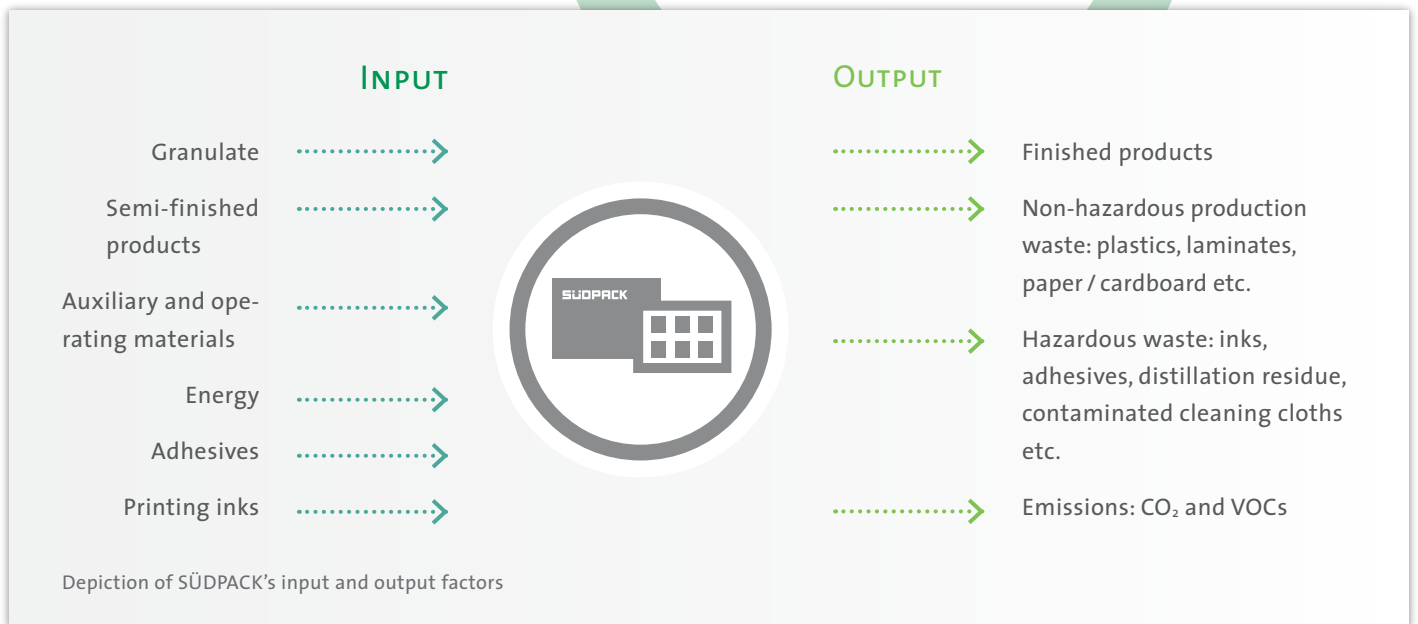 INPUT
Granulate
Semi-finished
products
Auxiliary and ope-
rating materials
Energy
Adhesives
Printing inks
SÜDPACK
OUTPUT
Finished products
Non-hazardous production
waste: plastics, laminates,
paper / cardboard etc.
Hazardous waste: inks,
adhesives, distillation residue,
contaminated cleaning cloths
etc.
Emissions: CO₂ and VOCs
Depiction of SÜDPACK’s input and output factors